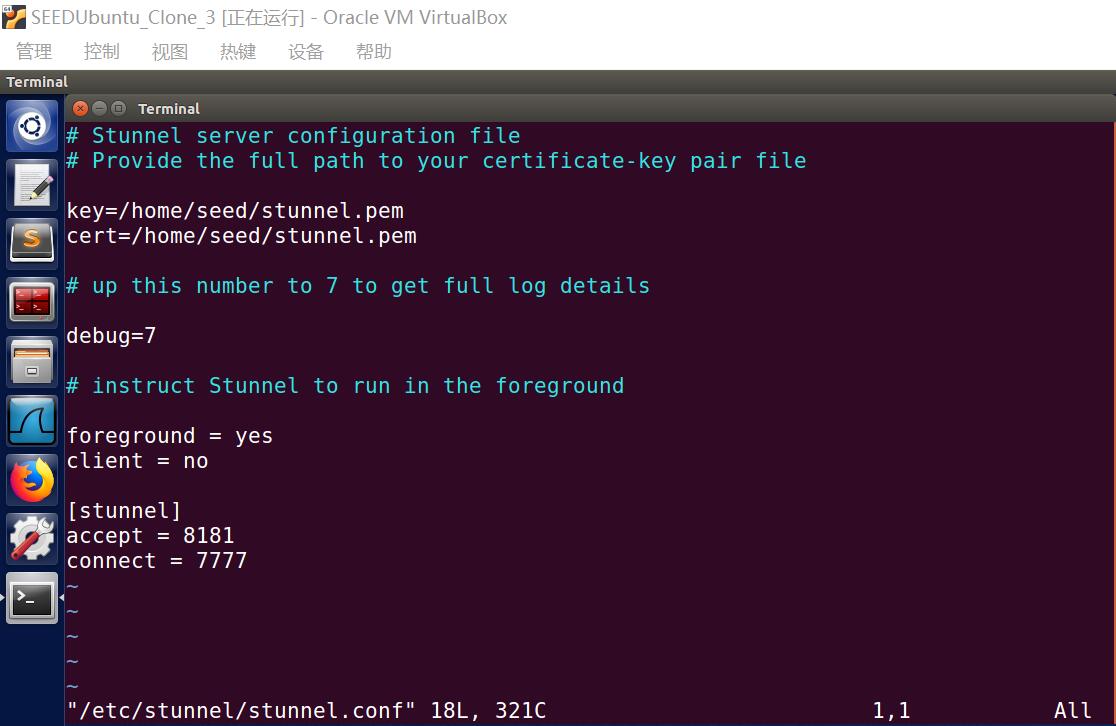 SEEDUbuntu_Clone_3 [正在运行] - Oracle VM VirtualBox
管理 控制 视图 热键 设备 帮助
Terminal
Terminal
# Stunnel server configuration file
# Provide the full path to your certificate-key pair file
key=/home/seed/stunnel.pem
cert=/home/seed/stunnel.pem
# up this number to 7 to get full log details
debug=7
# instruct Stunnel to run in the foreground
foreground = yes
client = no
[stunnel]
accept = 8181
connect = 7777
~
~
~
~
~
"/etc/stunnel/stunnel.conf" 18L, 321C 1,1 All